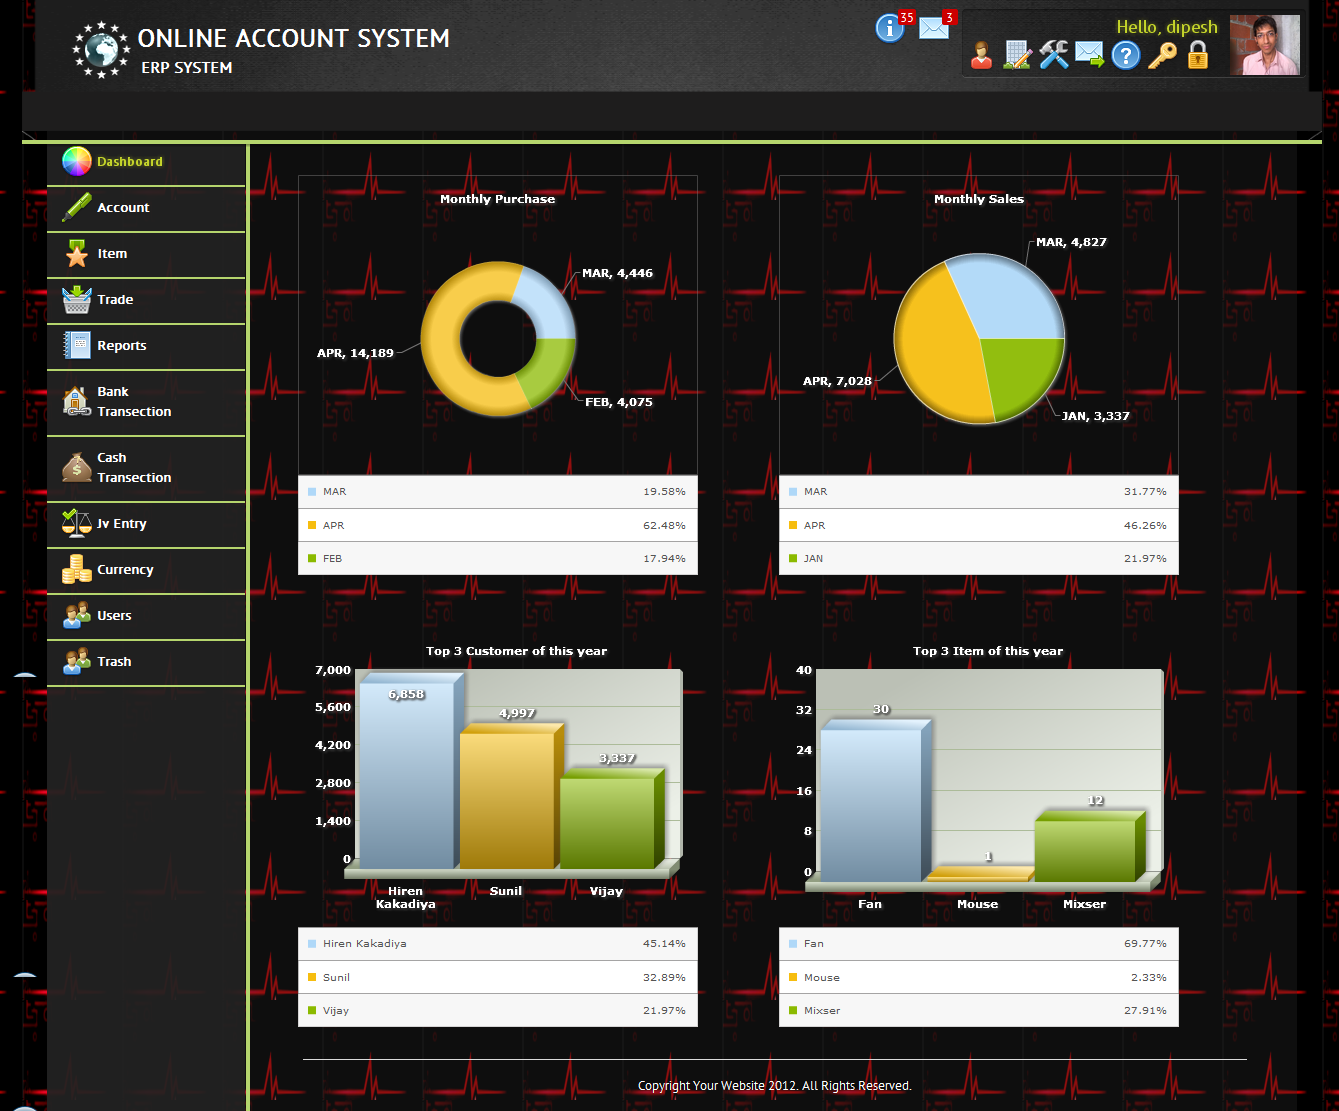 ONLINE ACCOUNT SYSTEM
ERP SYSTEM
35
3
Hello, dipesh
Dashboard
Account
Item
Trade
Reports
Bank
Transection
Cash
Transection
Jv Entry
Currency
Users
Trash
Monthly Purchase
MAR, 4,446
APR, 14,189
FEB, 4,075
MAR 19.58%
APR 62.48%
FEB 17.94%
Monthly Sales
MAR, 4,827
APR, 7,028
JAN, 3,337
MAR 31.77%
APR 46.26%
JAN 21.97%
Top 3 Customer of this year
7,000
5,600
4,200
2,800
1,400
0
6,858
4,997
3,337
Hiren
Kakadiya
Sunil
Vijay
Hiren Kakadiya 45.14%
Sunil 32.89%
Vijay 21.97%
Top 3 Item of this year
40
32
24
16
8
0
30
1
12
Fan
Mouse
Mixser
Fan 69.77%
Mouse 2.33%
Mixser 27.91%
Copyright Your Website 2012. All Rights Reserved.